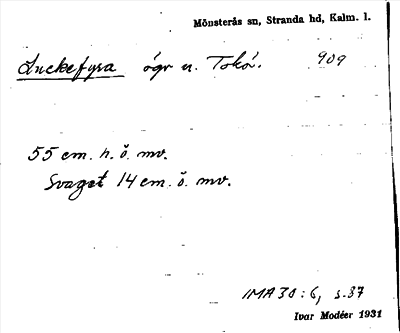 Mönsterås sn, Stranda hd, Kalm. l.
Luckefyra ögr n. Tokö. 909
55 cm. h. ö. mv.
Svaget 14 cm. ö. mv.
IMA 30:6, s. 37
Ivar Modéer 1931